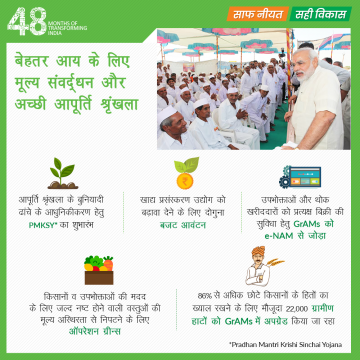 48 MONTHS OF
TRANSFORMING
INDIA
साफ नीयत सही विकास
बेहतर आय के लिए
मूल्य संवर्द्धन और
अच्छी आपूर्ति श्रृंखला
आपूर्ति श्रृंखला के बुनियादी
ढांचे के आधुनिकीकरण हेतु
PMKSY* का शुभारंभ
खाद्य प्रसंस्करण उद्योग को
बढ़ावा देने के लिए दोगुना
बजट आवंटन
उपभोक्ताओं और थोक
खरीददारों को प्रत्यक्ष बिक्री की
सुविधा हेतु GrAMs को
e-NAM से जोड़ा
किसानों व उपभोक्ताओं की मदद
के लिए जल्द नष्ट होने वाली वस्तुओं की
मूल्य अस्थिरता से निपटने के लिए
ऑपरेशन ग्रीन्स
86% से अधिक छोटे किसानों के हितों का
ख्याल रखने के लिए मौजूदा 22,000 ग्रामीण
हाटों को GrAMs में अपग्रेड किया जा रहा
*Pradhan Mantri Krishi Sinchai Yojana